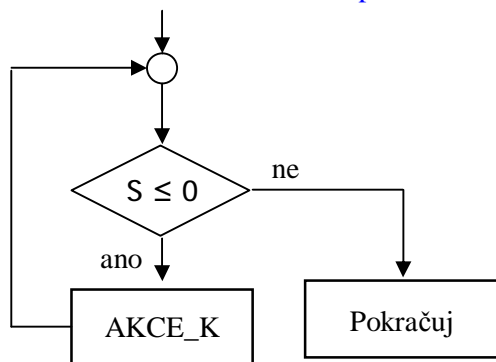 S ≤ 0
ne
ano
AKCE_K
Pokračuj